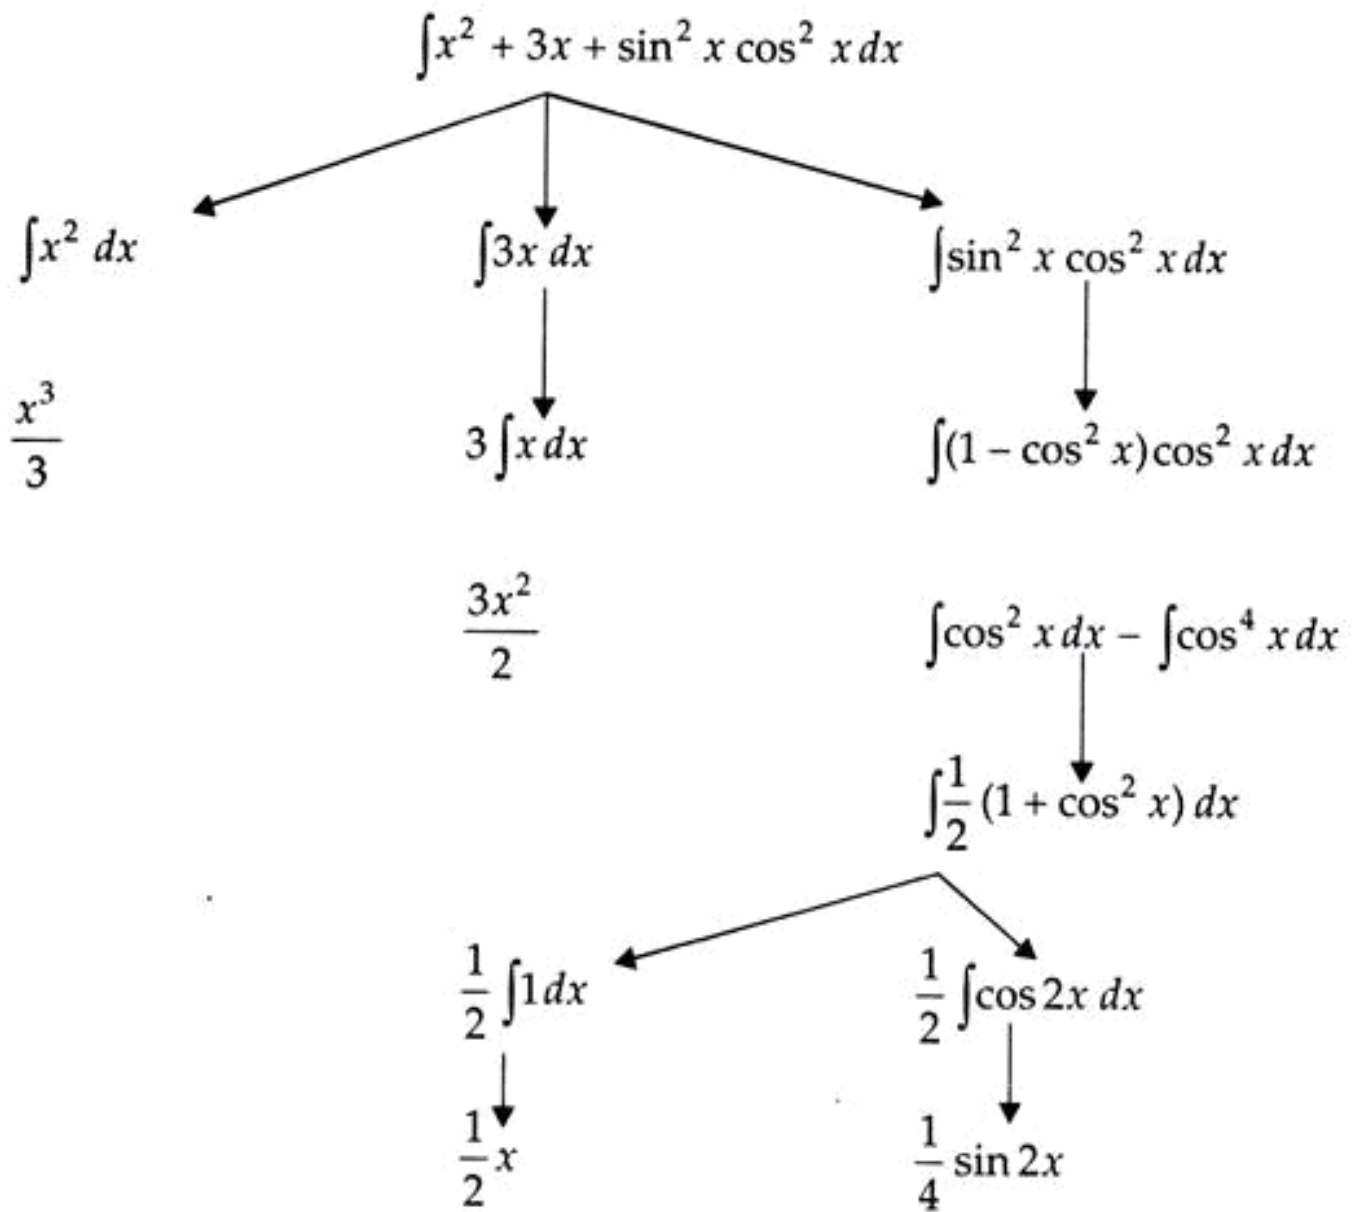 ∫x² + 3x + sin² x cos² x dx
∫x² dx
∫3x dx
∫sin² x cos² x dx
x³/3
3 ∫x dx
∫(1 – cos² x)cos² x dx
3x²/2
∫cos² x dx – ∫cos⁴ x dx
∫1/2 (1 + cos² x) dx
1/2 ∫1dx
1/2 ∫cos 2x dx
1/2 x
1/4 sin 2x